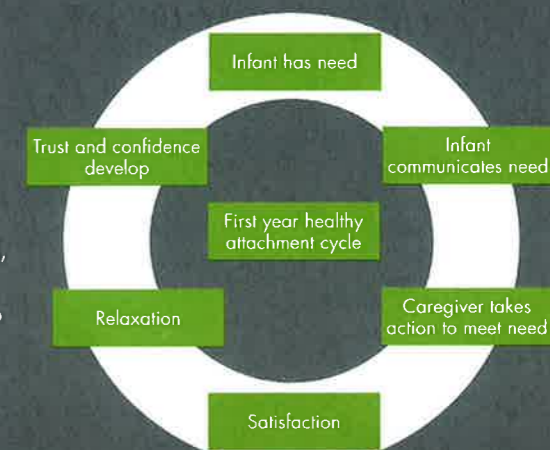 Infant has need
Trust and confidence
develop
Infant
communicates need
First year healthy
attachment cycle
,
Relaxation
Caregiver takes
action to meet need
Satisfaction